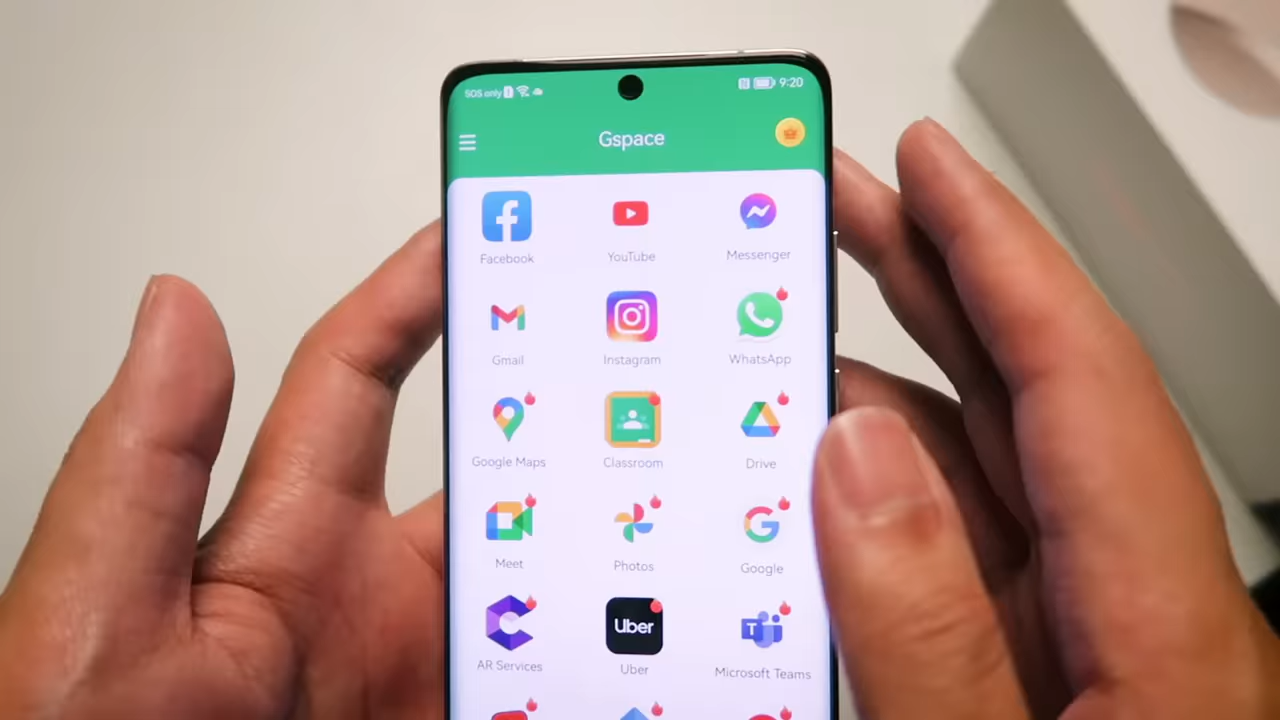 SOS only 9:20
Gspace
Facebook YouTube Messenger
Gmail Instagram WhatsApp
Google Maps Classroom Drive
Meet Photos Google
Uber
AR Services Uber Microsoft Teams